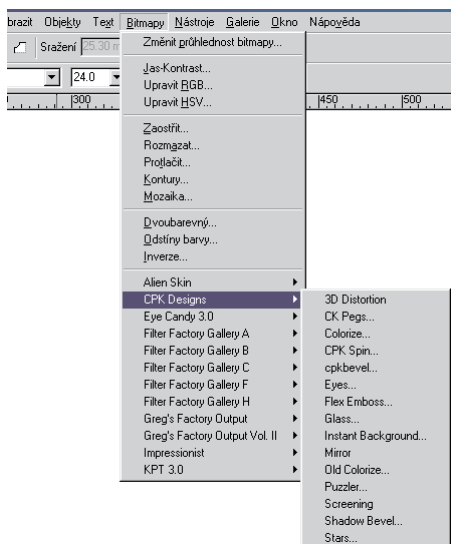 brazit Objekty Text Bitmapy Nástroje Galerie Okno Nápověda
Sražení 25.30 m
24.0
300 450 500
Změnit průhlednost bitmapy...
Jas-Kontrast...
Upravit RGB...
Upravit HSV...
Zaostřit...
Rozmazat...
Protlačit...
Kontury...
Mozaika...
Dvoubarevný...
Odstíny barvy...
Inverze...
Alien Skin
CPK Designs
Eye Candy 3.0
Filter Factory Gallery A
Filter Factory Gallery B
Filter Factory Gallery C
Filter Factory Gallery F
Filter Factory Gallery H
Greg's Factory Output
Greg's Factory Output Vol. II
Impressionist
KPT 3.0
3D Distortion
CK Pegs...
Colorize...
CPK Spin...
cpkbevel...
Eyes...
Flex Emboss...
Glass...
Instant Background...
Mirror
Old Colorize...
Puzzler...
Screening
Shadow Bevel...
Stars...